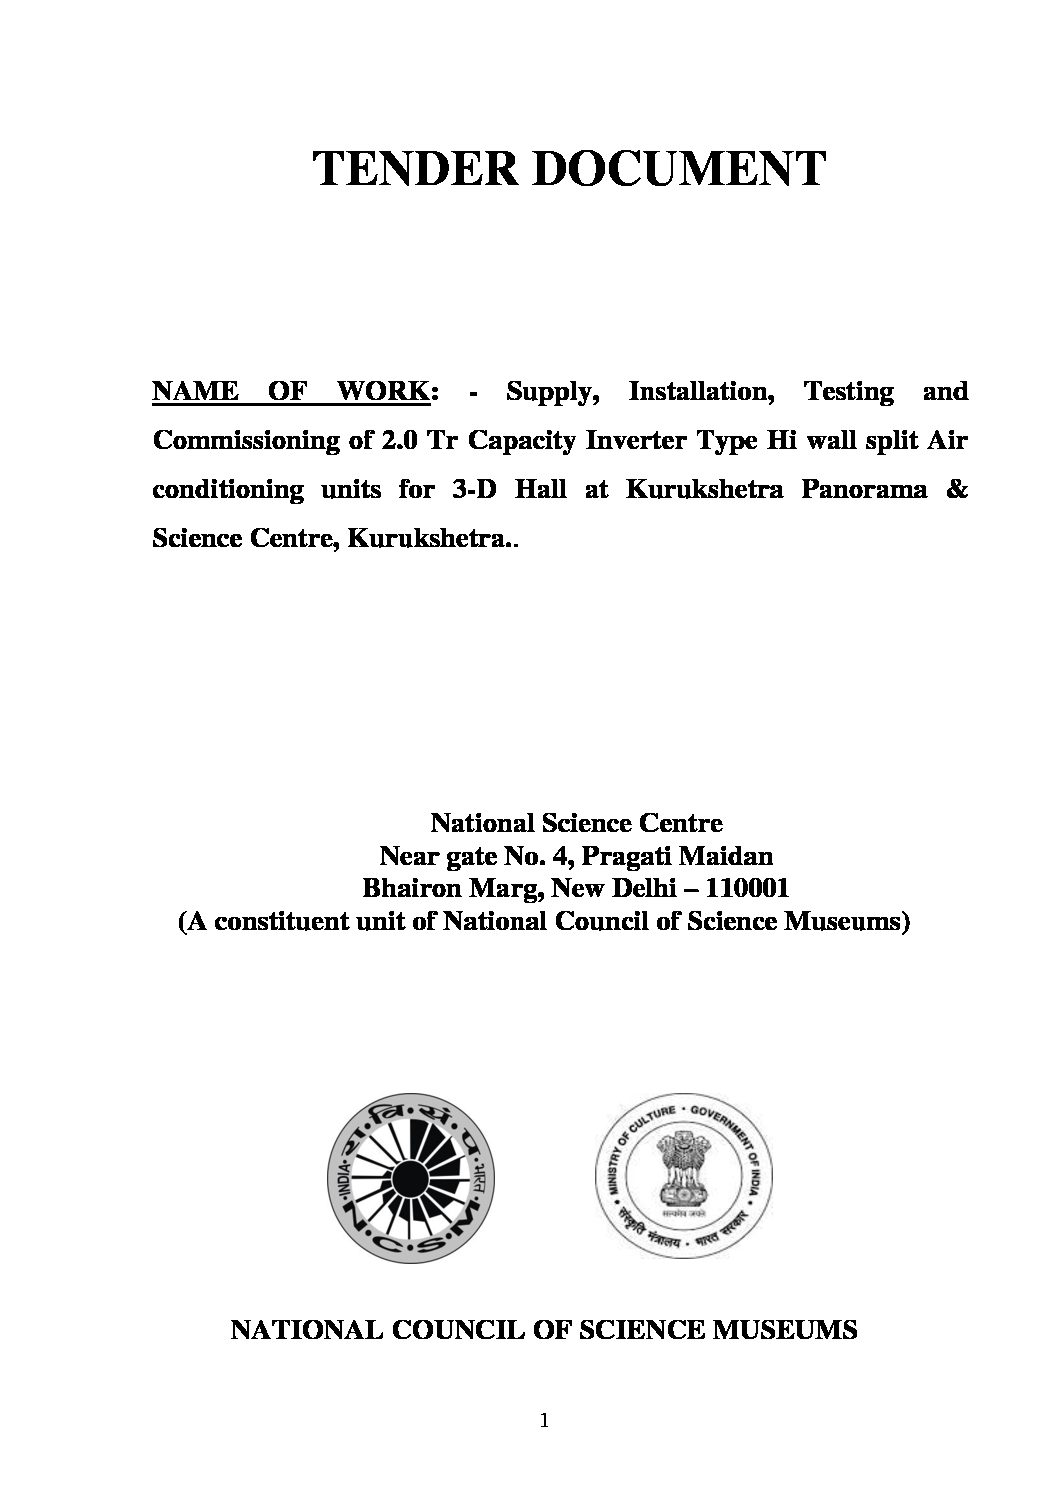 TENDER DOCUMENT
NAME OF WORK: - Supply, Installation, Testing and
Commissioning of 2.0 Tr Capacity Inverter Type Hi wall split Air
conditioning units for 3-D Hall at Kurukshetra Panorama &
Science Centre, Kurukshetra..
National Science Centre
Near gate No. 4, Pragati Maidan
Bhairon Marg, New Delhi – 110001
(A constituent unit of National Council of Science Museums)
रा • वि • सं • प
• INDIA •
भारत
N • C • S • M
MINISTRY OF CULTURE • GOVERNMENT OF INDIA
सत्यमेव जयते
संस्कृति मंत्रालय • भारत सरकार
NATIONAL COUNCIL OF SCIENCE MUSEUMS
1